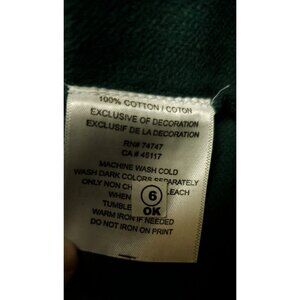 100% COTTON / COTON
EXCLUSIVE OF DECORATION
EXCLUSIF DE LA DECORATION
RN# 74747
CA # 45117
MACHINE WASH COLD
WASH DARK COLORS SEPARATELY
ONLY NON CH LEACH
WHEN
TUMBLE
WARM IRON IF NEEDED
DO NOT IRON ON PRINT
6
OK